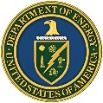 DEPARTMENT OF ENERGY
UNITED STATES OF AMERICA